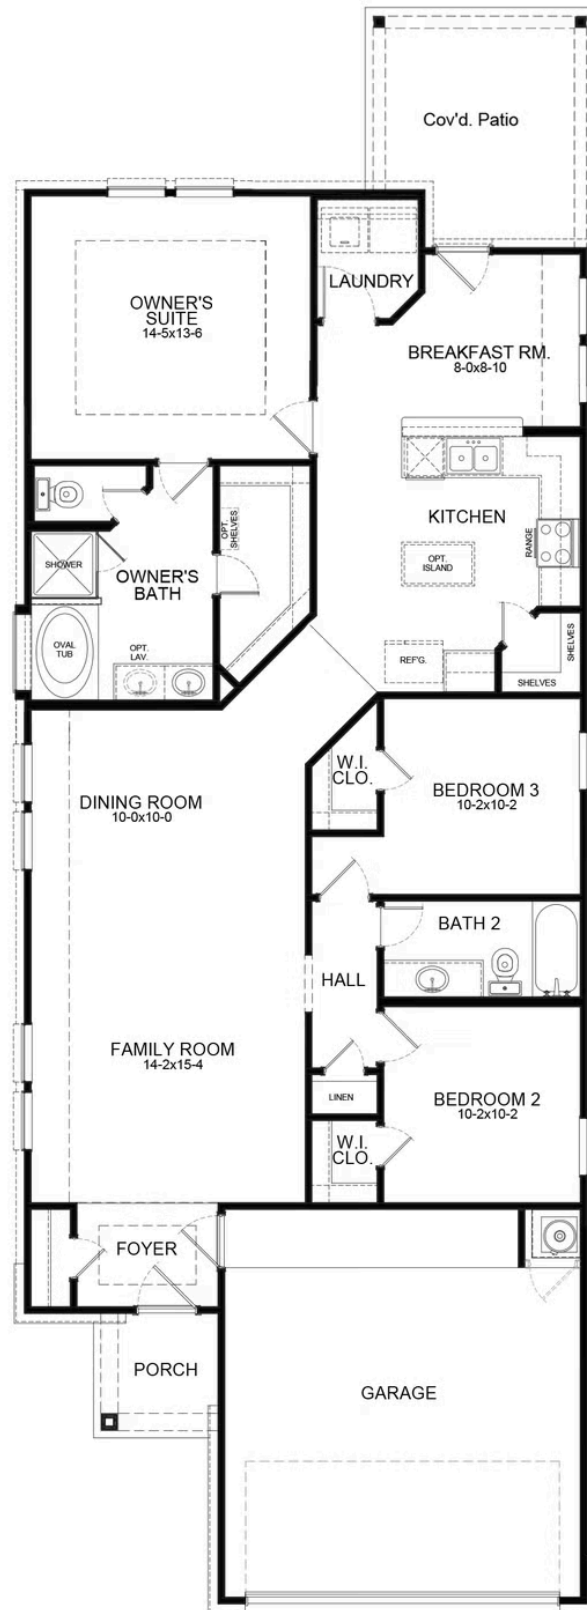 Cov'd. Patio
LAUNDRY
OWNER'S
SUITE
14-5x13-6
BREAKFAST RM.
8-0x8-10
KITCHEN
RANGE
OPT.
ISLAND
OPT.
SHELVES
SHOWER
OWNER'S
BATH
OVAL
TUB
OPT.
LAV.
REF'G.
SHELVES
SHELVES
W.I.
CLO.
BEDROOM 3
10-2x10-2
DINING ROOM
10-0x10-0
BATH 2
HALL
FAMILY ROOM
14-2x15-4
LINEN
BEDROOM 2
10-2x10-2
W.I.
CLO.
FOYER
PORCH
GARAGE